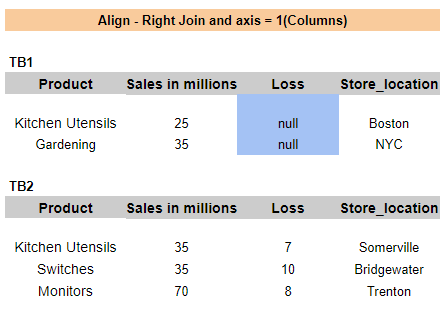 Align - Right Join and axis = 1(Columns)
TB1
Product Sales in millions Loss Store_location
Kitchen Utensils 25 null Boston
Gardening 35 null NYC
TB2
Product Sales in millions Loss Store_location
Kitchen Utensils 35 7 Somerville
Switches 35 10 Bridgewater
Monitors 70 8 Trenton